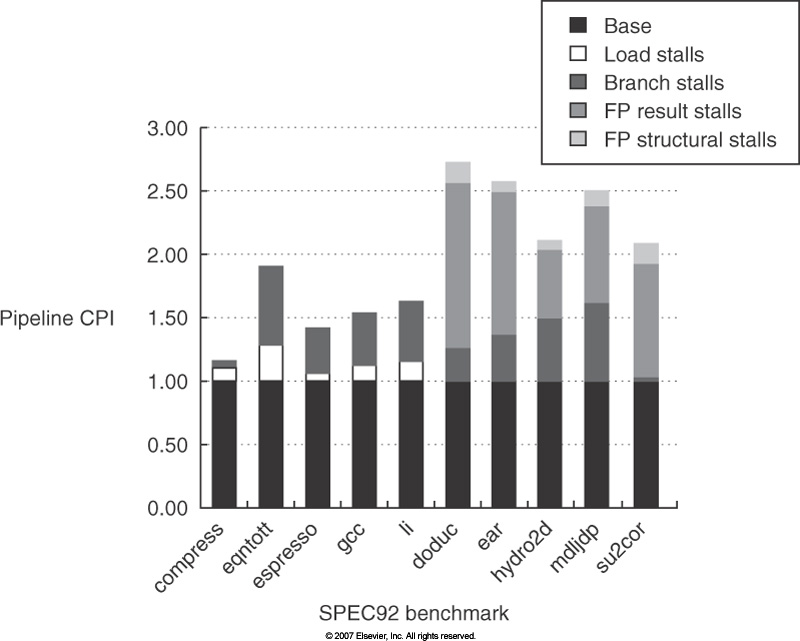 Base
Load stalls
Branch stalls
FP result stalls
FP structural stalls
3.00
2.50
2.00
1.50
1.00
0.50
0.00
Pipeline CPI
compress
eqntott
espresso
gcc
li
doduc
ear
hydro2d
mdljdp
su2cor
SPEC92 benchmark
© 2007 Elsevier, Inc. All rights reserved.